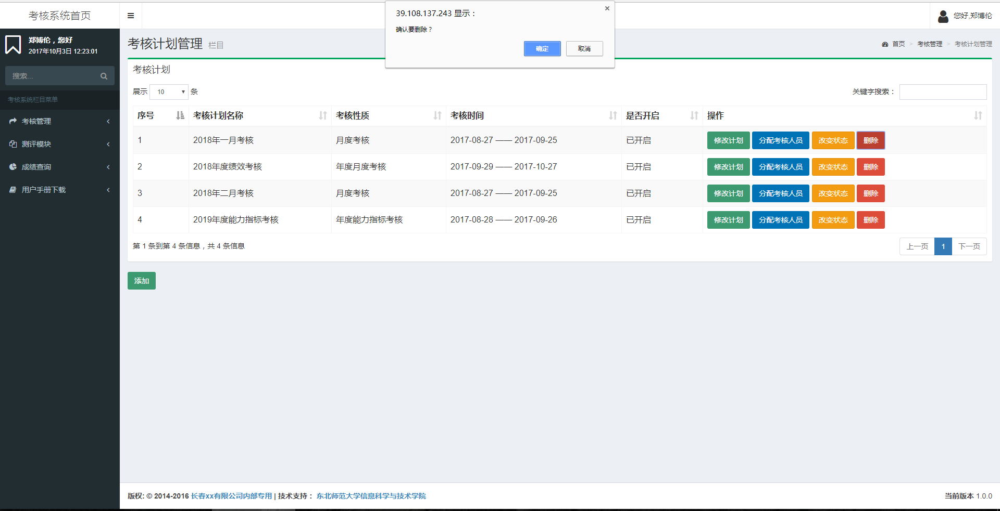 考核系统首页
39.108.137.243 显示：
确认要删除？
确定 取消
您好,郑博伦
郑博伦，您好
2017年10月3日 12:23:01
搜索...
考核系统栏目菜单
考核管理
测评模块
成绩查询
用户手册下载
考核计划管理 栏目
首页 > 考核管理 > 考核计划管理
考核计划
展示 10 条
关键字搜索：
序号 考核计划名称 考核性质 考核时间 是否开启 操作
1 2018年一月考核 月度考核 2017-08-27 —— 2017-09-25 已开启 修改计划 分配考核人员 改变状态 删除
2 2018年度绩效考核 年度月度考核 2017-09-29 —— 2017-10-27 已开启 修改计划 分配考核人员 改变状态 删除
3 2018年二月考核 月度考核 2017-08-27 —— 2017-09-25 已开启 修改计划 分配考核人员 改变状态 删除
4 2019年度能力指标考核 年度能力指标考核 2017-08-28 —— 2017-09-26 已开启 修改计划 分配考核人员 改变状态 删除
第 1 条到第 4 条信息，共 4 条信息
上一页 1 下一页
添加
版权: © 2014-2016 长春xx有限公司内部专用 | 技术支持： 东北师范大学信息科学与技术学院
当前版本 1.0.0